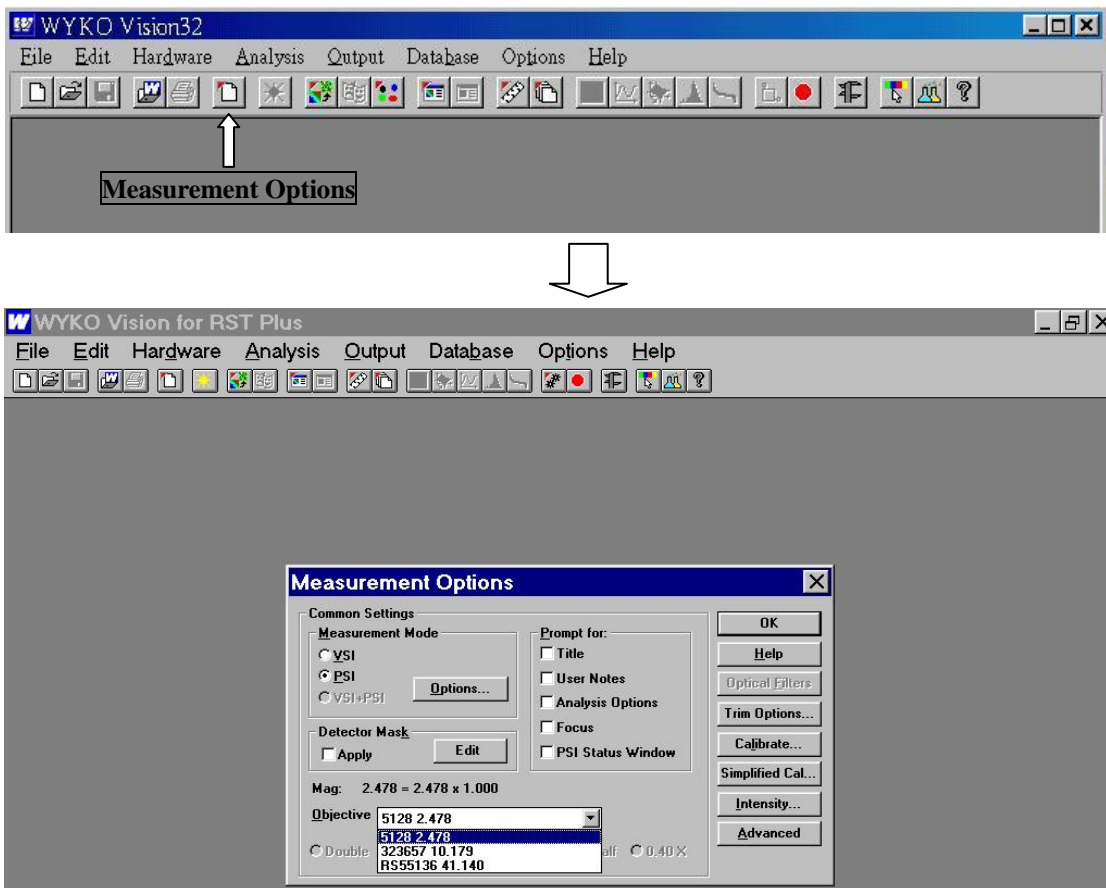 WYKO Vision32
File Edit Hardware Analysis Output Database Options Help
Measurement Options
W WYKO Vision for RST Plus
File Edit Hardware Analysis Output Database Options Help
Measurement Options
Common Settings
Measurement Mode
VSI
PSI
VSI+PSI
Options...
Detector Mask
Apply
Edit
Prompt for:
Title
User Notes
Analysis Options
Focus
PSI Status Window
Mag: 2.478 = 2.478 x 1.000
Objective 5128 2.478
5128 2.478
323657 10.179
RS55136 41.140
Double alf 0.40 X
OK
Help
Optical Filters
Trim Options...
Calibrate...
Simplified Cal...
Intensity...
Advanced